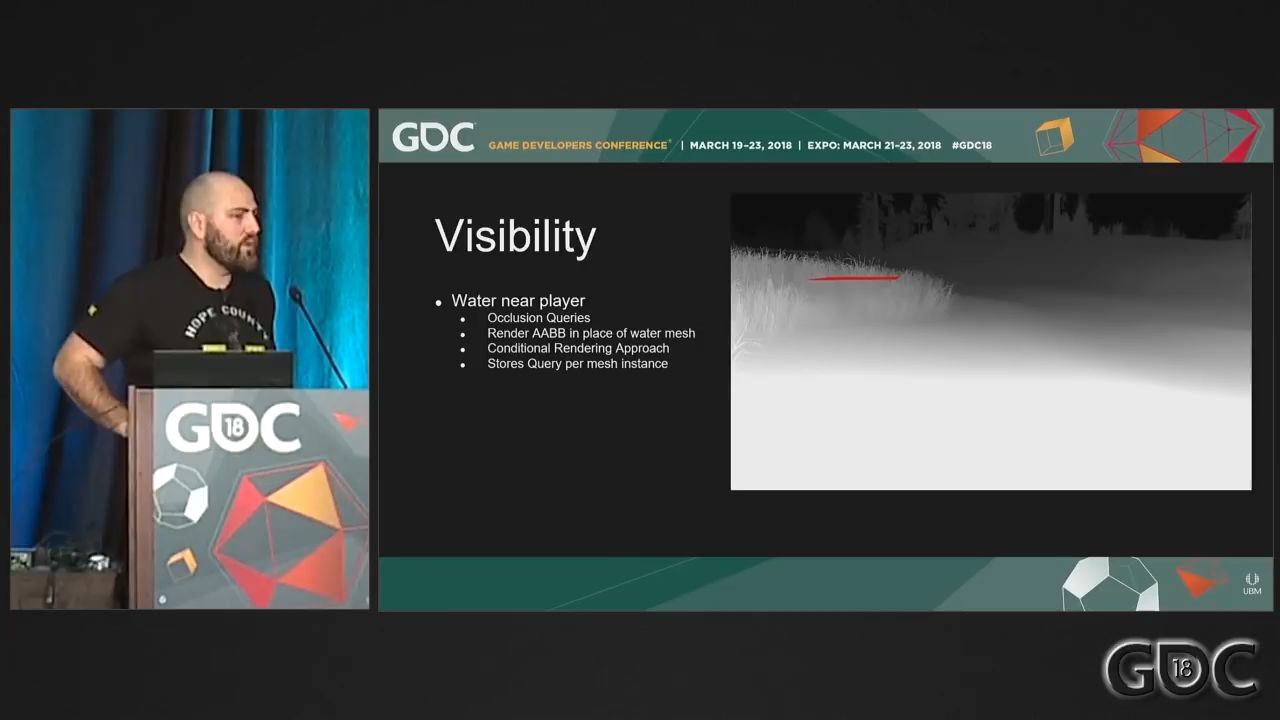 GDC
GAME DEVELOPERS CONFERENCE® | MARCH 19–23, 2018 | EXPO: MARCH 21–23, 2018 #GDC18
Visibility
• Water near player
• Occlusion Queries
• Render AABB in place of water mesh
• Conditional Rendering Approach
• Stores Query per mesh instance
HOPE COUNTY
GDC
18
UBM
GDC
18